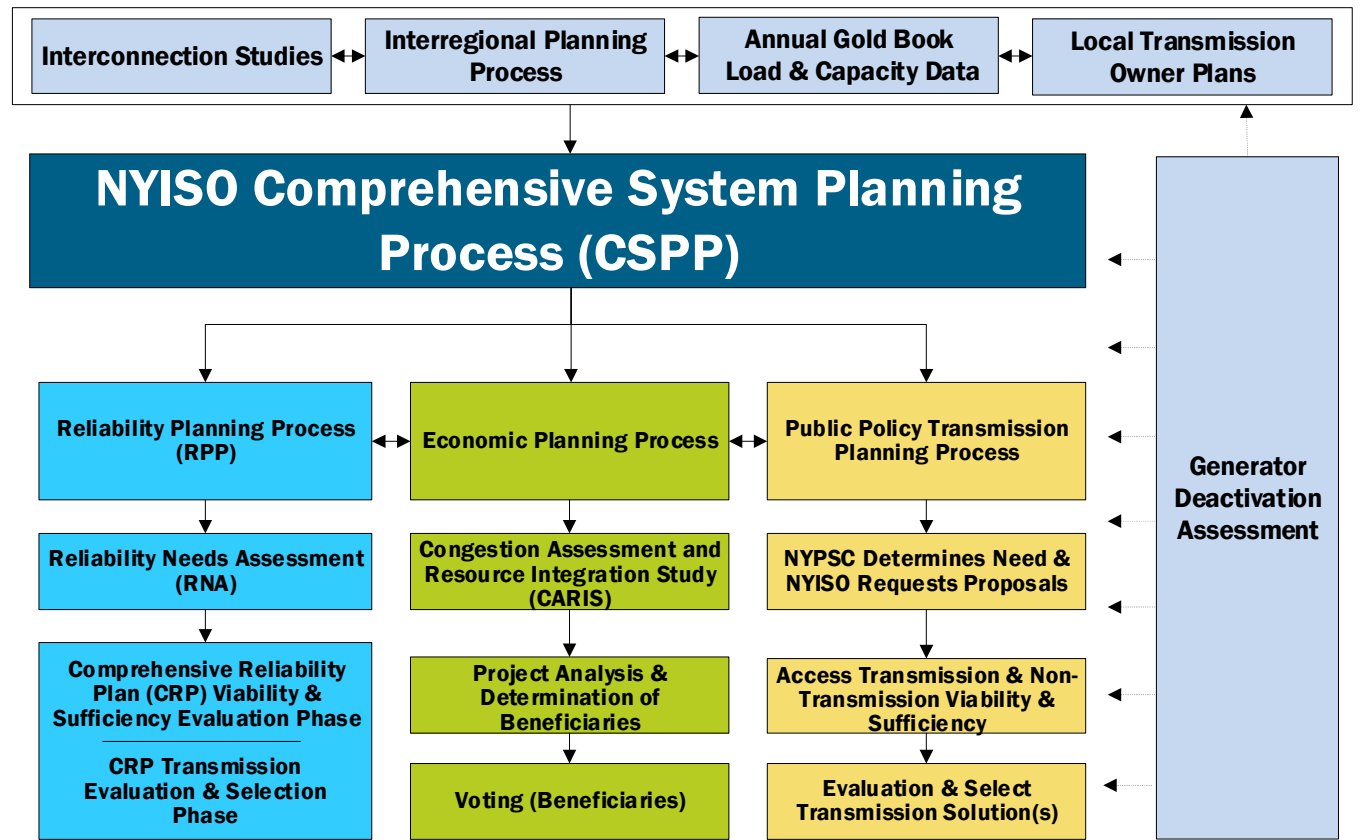 Interconnection Studies
Interregional Planning
Process
Annual Gold Book
Load & Capacity Data
Local Transmission
Owner Plans
NYISO Comprehensive System Planning
Process (CSPP)
Reliability Planning Process
(RPP)
Economic Planning Process
Public Policy Transmission
Planning Process
Generator
Deactivation
Assessment
Reliability Needs Assessment
(RNA)
Congestion Assessment and
Resource Integration Study
(CARIS)
NYPSC Determines Need &
NYISO Requests Proposals
Comprehensive Reliability
Plan (CRP) Viability &
Sufficiency Evaluation Phase
CRP Transmission
Evaluation & Selection
Phase
Project Analysis &
Determination of
Beneficiaries
Access Transmission & Non-
Transmission Viability &
Sufficiency
Voting (Beneficiaries)
Evaluation & Select
Transmission Solution(s)